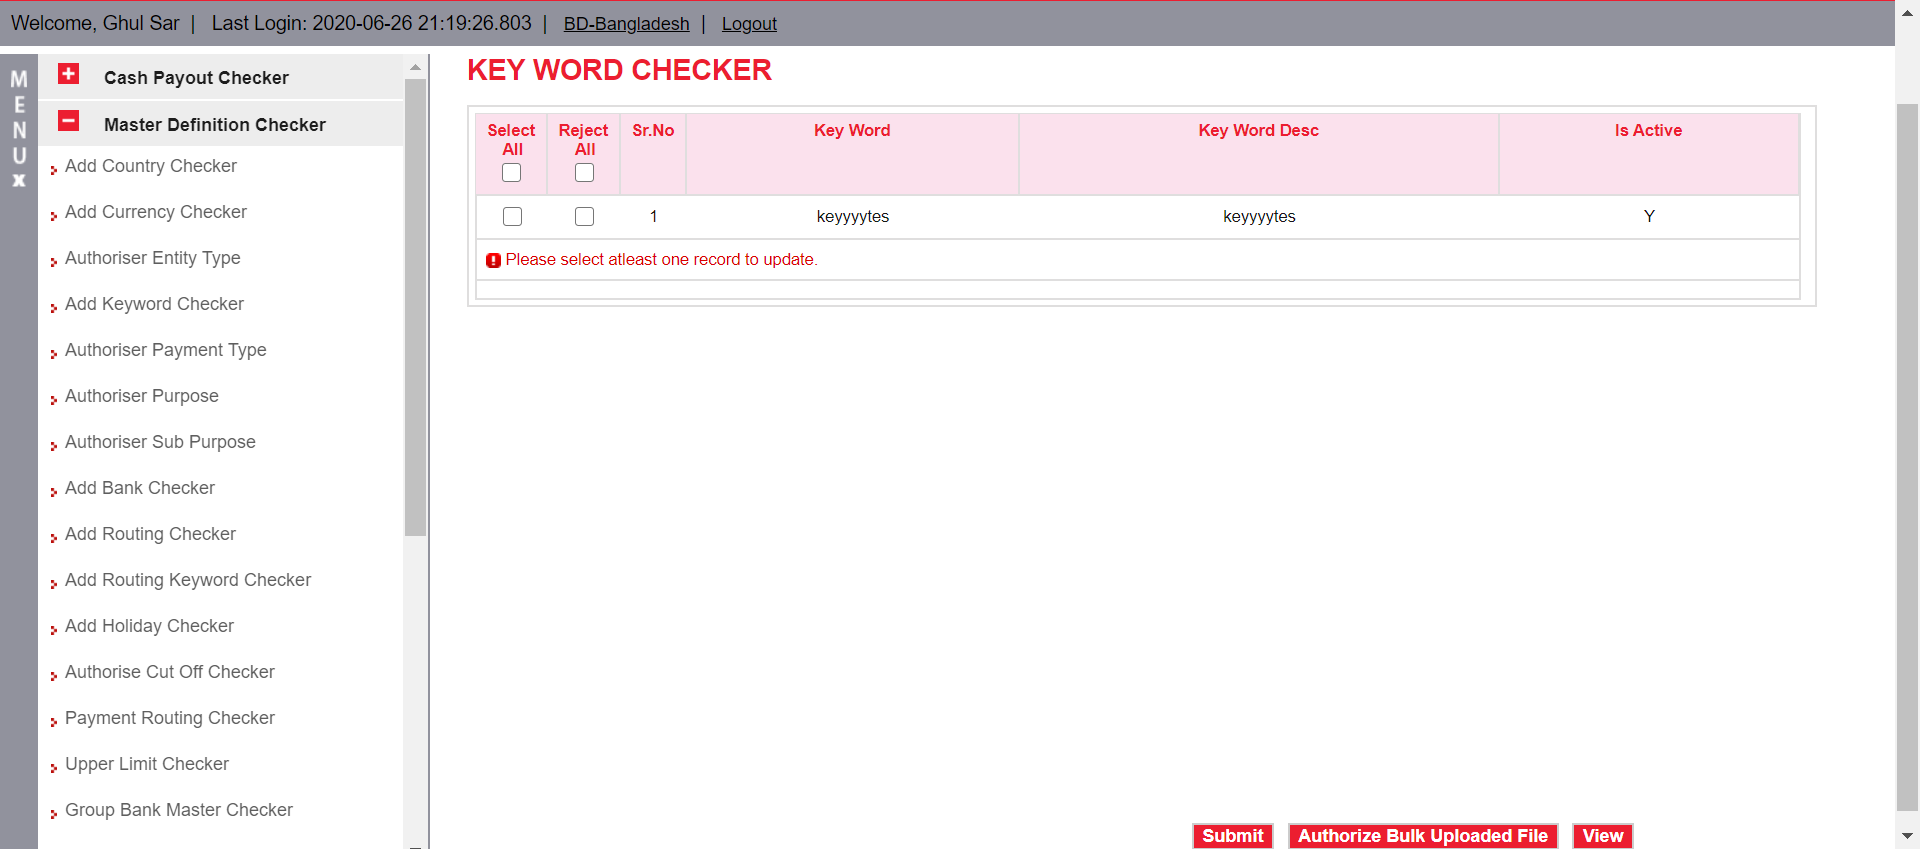 Welcome, Ghul Sar | Last Login: 2020-06-26 21:19:26.803 | BD-Bangladesh | Logout
MENU X
Cash Payout Checker
Master Definition Checker
Add Country Checker
Add Currency Checker
Authoriser Entity Type
Add Keyword Checker
Authoriser Payment Type
Authoriser Purpose
Authoriser Sub Purpose
Add Bank Checker
Add Routing Checker
Add Routing Keyword Checker
Add Holiday Checker
Authorise Cut Off Checker
Payment Routing Checker
Upper Limit Checker
Group Bank Master Checker
KEY WORD CHECKER
Select All Reject All Sr.No Key Word Key Word Desc Is Active
1 keyyyytes keyyyytes Y
Please select atleast one record to update.
Submit Authorize Bulk Uploaded File View